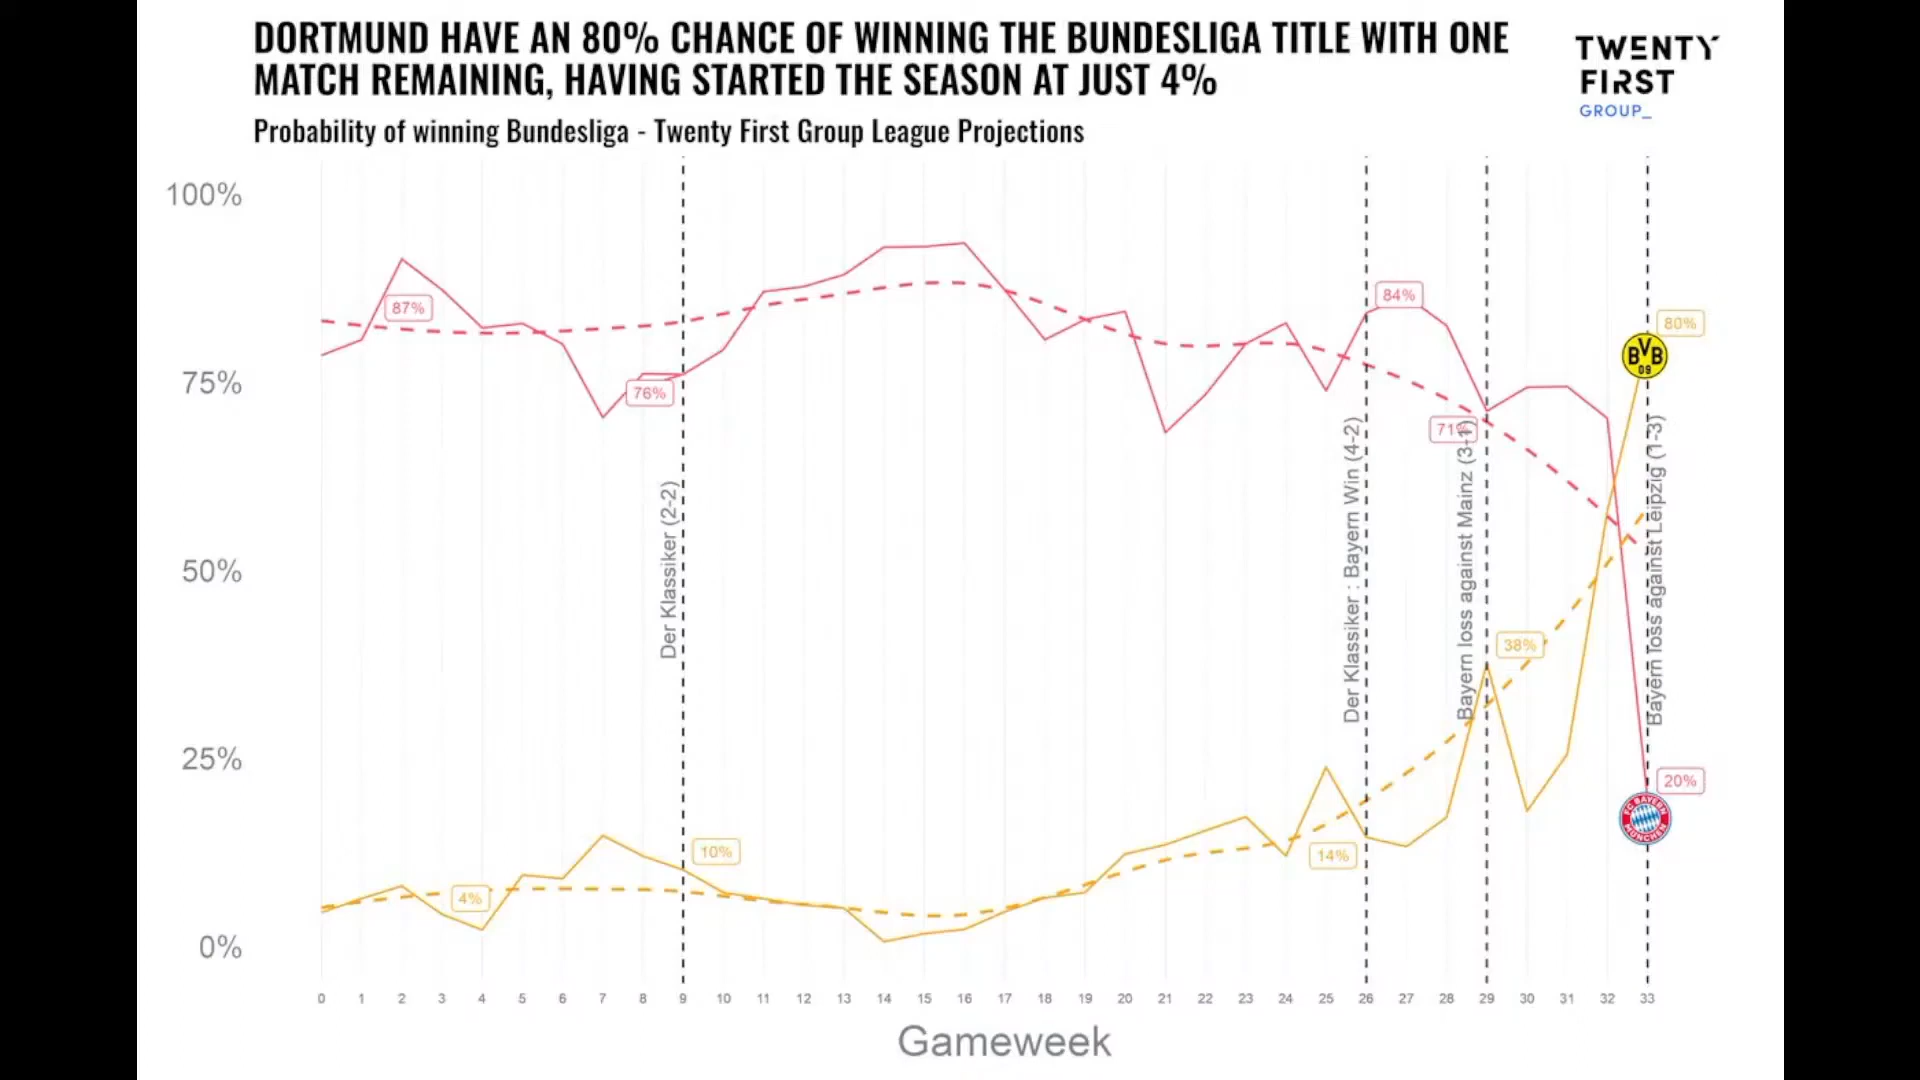 DORTMUND HAVE AN 80% CHANCE OF WINNING THE BUNDESLIGA TITLE WITH ONE
MATCH REMAINING, HAVING STARTED THE SEASON AT JUST 4%
TWENTY
FIRST
GROUP_
Probability of winning Bundesliga - Twenty First Group League Projections
100%
75%
50%
25%
0%
87%
76%
84%
71%
80%
BVB
09
38%
20%
FC BAYERN
MÜNCHEN
4%
10%
14%
Der Klassiker (2-2)
Der Klassiker : Bayern Win (4-2)
Bayern loss against Mainz (3-1)
Bayern loss against Leipzig (1-3)
0 1 2 3 4 5 6 7 8 9 10 11 12 13 14 15 16 17 18 19 20 21 22 23 24 25 26 27 28 29 30 31 32 33
Gameweek